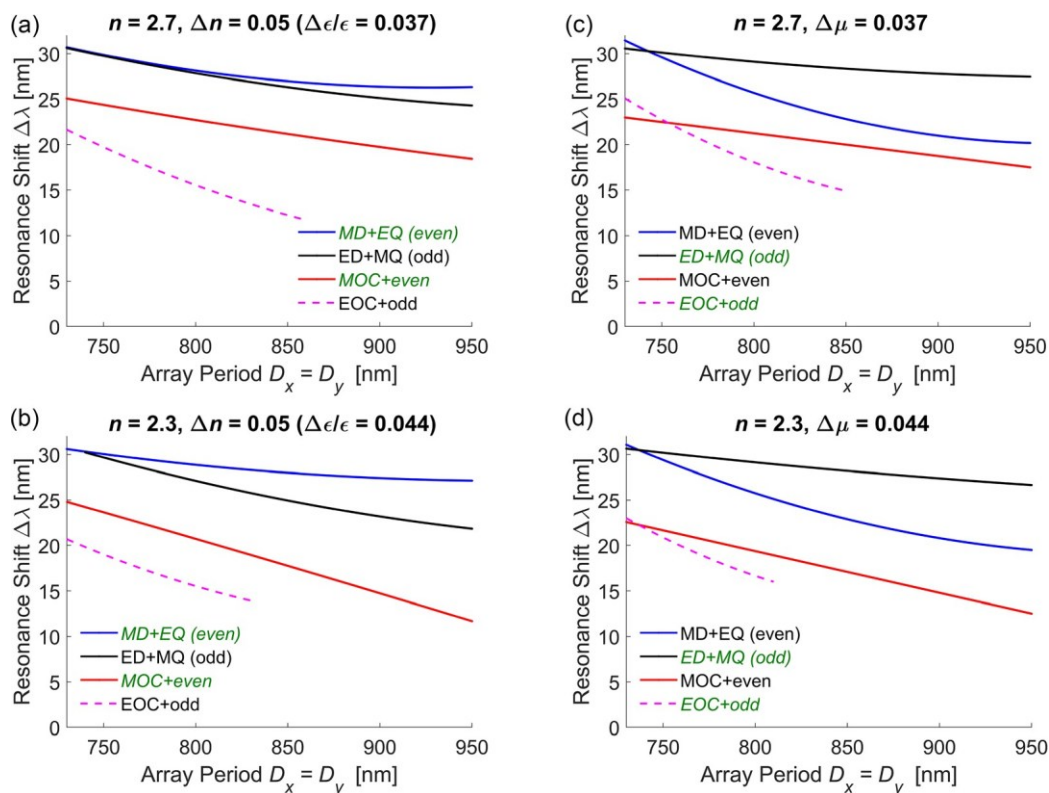 (a)
n = 2.7, Δn = 0.05 (Δϵ/ϵ = 0.037)
Resonance Shift Δλ [nm]
30
25
20
15
10
5
0
MD+EQ (even)
ED+MQ (odd)
MOC+even
EOC+odd
750 800 850 900 950
Array Period Dx = Dy [nm]
(c)
n = 2.7, Δμ = 0.037
Resonance Shift Δλ [nm]
30
25
20
15
10
5
0
MD+EQ (even)
ED+MQ (odd)
MOC+even
EOC+odd
750 800 850 900 950
Array Period Dx = Dy [nm]
(b)
n = 2.3, Δn = 0.05 (Δϵ/ϵ = 0.044)
Resonance Shift Δλ [nm]
30
25
20
15
10
5
0
MD+EQ (even)
ED+MQ (odd)
MOC+even
EOC+odd
750 800 850 900 950
Array Period Dx = Dy [nm]
(d)
n = 2.3, Δμ = 0.044
Resonance Shift Δλ [nm]
30
25
20
15
10
5
0
MD+EQ (even)
ED+MQ (odd)
MOC+even
EOC+odd
750 800 850 900 950
Array Period Dx = Dy [nm]